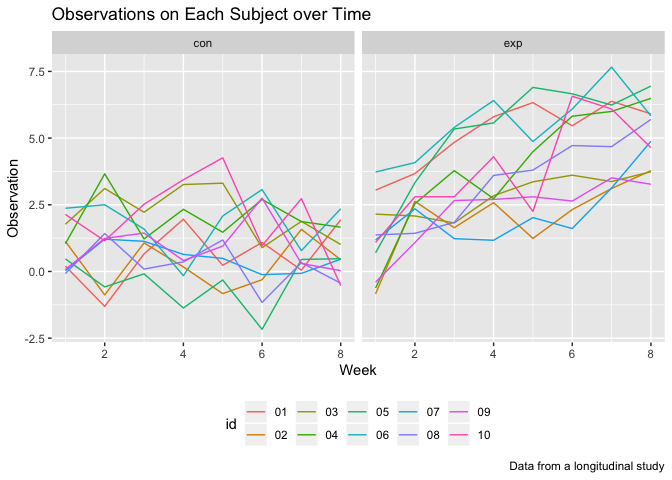 Observations on Each Subject over Time
con exp
7.5
5.0
2.5
0.0
-2.5
2 4 6 8 2 4 6 8
Observation
Week
id 01 03 05 07 09
02 04 06 08 10
Data from a longitudinal study